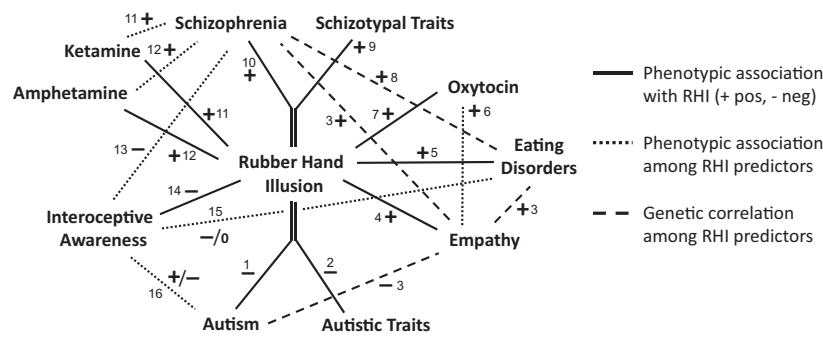 11 +
Schizophrenia
Schizotypal Traits
Ketamine
12 +
+ 9
10
+
+ 8
Amphetamine
Oxytocin
+11
3 +
7 +
+ 6
13 −
+12
Rubber Hand
Illusion
+5
Eating
Disorders
14 −
Interoceptive
Awareness
15
−/0
4 +
+3
Empathy
+/−
16
1
−
2
−
− 3
Autism
Autistic Traits
Phenotypic association
with RHI (+ pos, - neg)
Phenotypic association
among RHI predictors
Genetic correlation
among RHI predictors